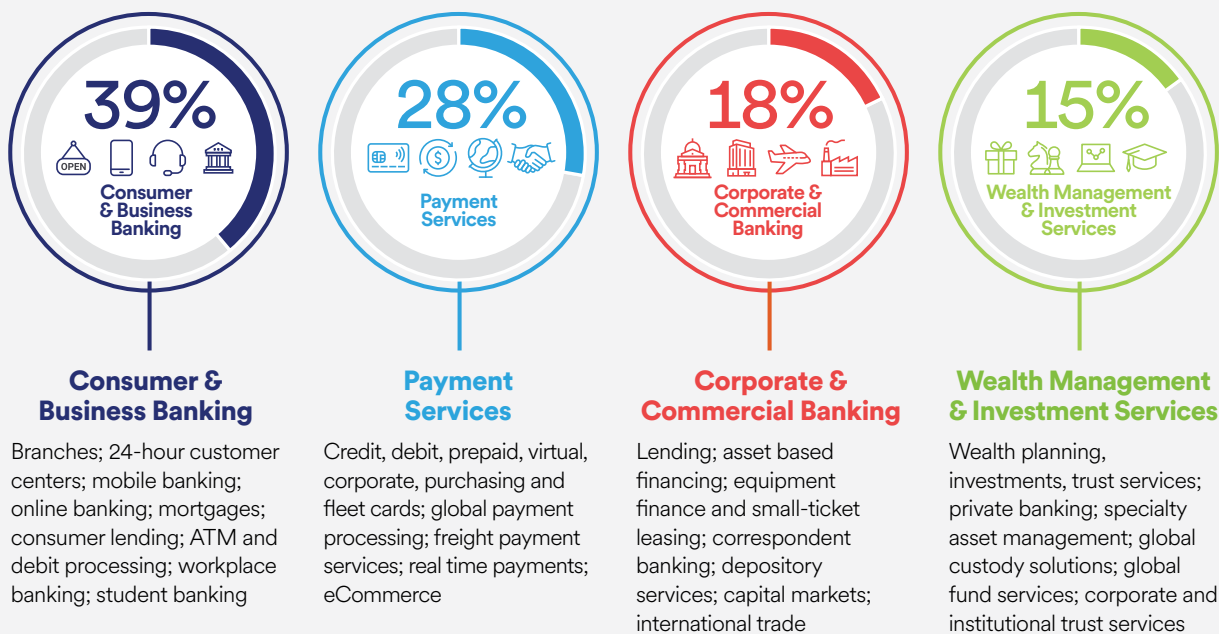 39%
OPEN
Consumer
& Business
Banking
28%
$
Payment
Services
18%
Corporate &
Commercial
Banking
15%
Wealth Management
& Investment
Services
Consumer &
Business Banking
Branches; 24-hour customer
centers; mobile banking;
online banking; mortgages;
consumer lending; ATM and
debit processing; workplace
banking; student banking
Payment
Services
Credit, debit, prepaid, virtual,
corporate, purchasing and
fleet cards; global payment
processing; freight payment
services; real time payments;
eCommerce
Corporate &
Commercial Banking
Lending; asset based
financing; equipment
finance and small-ticket
leasing; correspondent
banking; depository
services; capital markets;
international trade
Wealth Management
& Investment Services
Wealth planning,
investments, trust services;
private banking; specialty
asset management; global
custody solutions; global
fund services; corporate and
institutional trust services